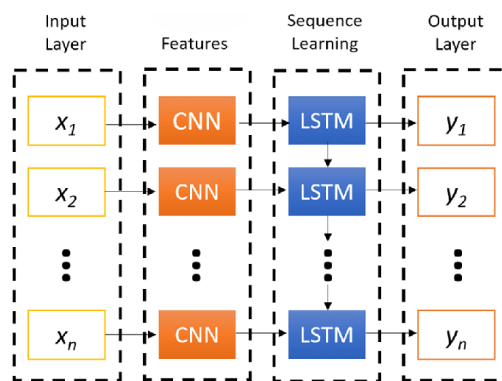 Input
Layer
Features
Sequence
Learning
Output
Layer
x1 CNN LSTM y1
x2 CNN LSTM y2
xn CNN LSTM yn